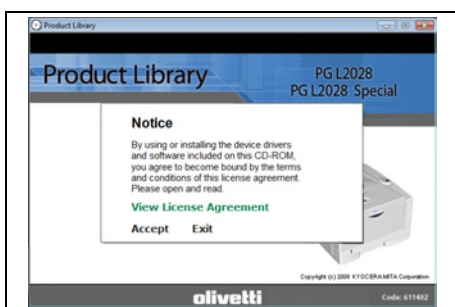 Product Library
Product Library
PG L2028
PG L2028 Special
Notice
By using or installing the device drivers
and software included on this CD-ROM,
you agree to become bound by the terms
and conditions of this license agreement.
Please open and read.
View License Agreement
Accept Exit
Copyright (c) 2008 KYOCERA MITA Corporation
olivetti
Code: 611402